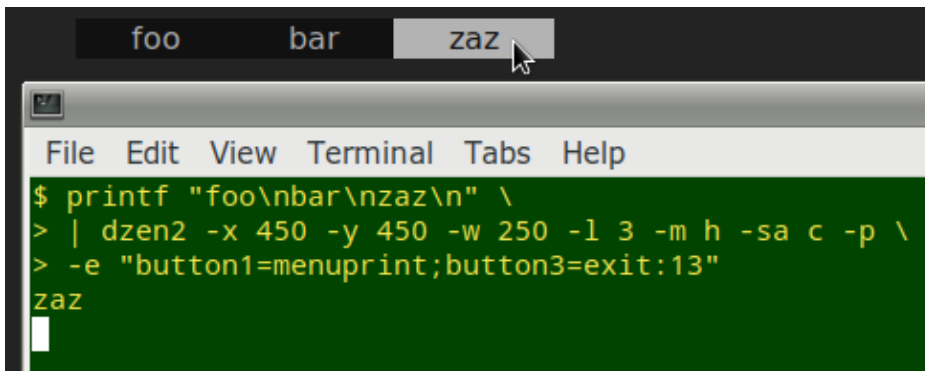 foo bar zaz
File Edit View Terminal Tabs Help
$ printf "foo\nbar\nzaz\n" \
> | dzen2 -x 450 -y 450 -w 250 -l 3 -m h -sa c -p \
> -e "button1=menuprint;button3=exit:13"
zaz